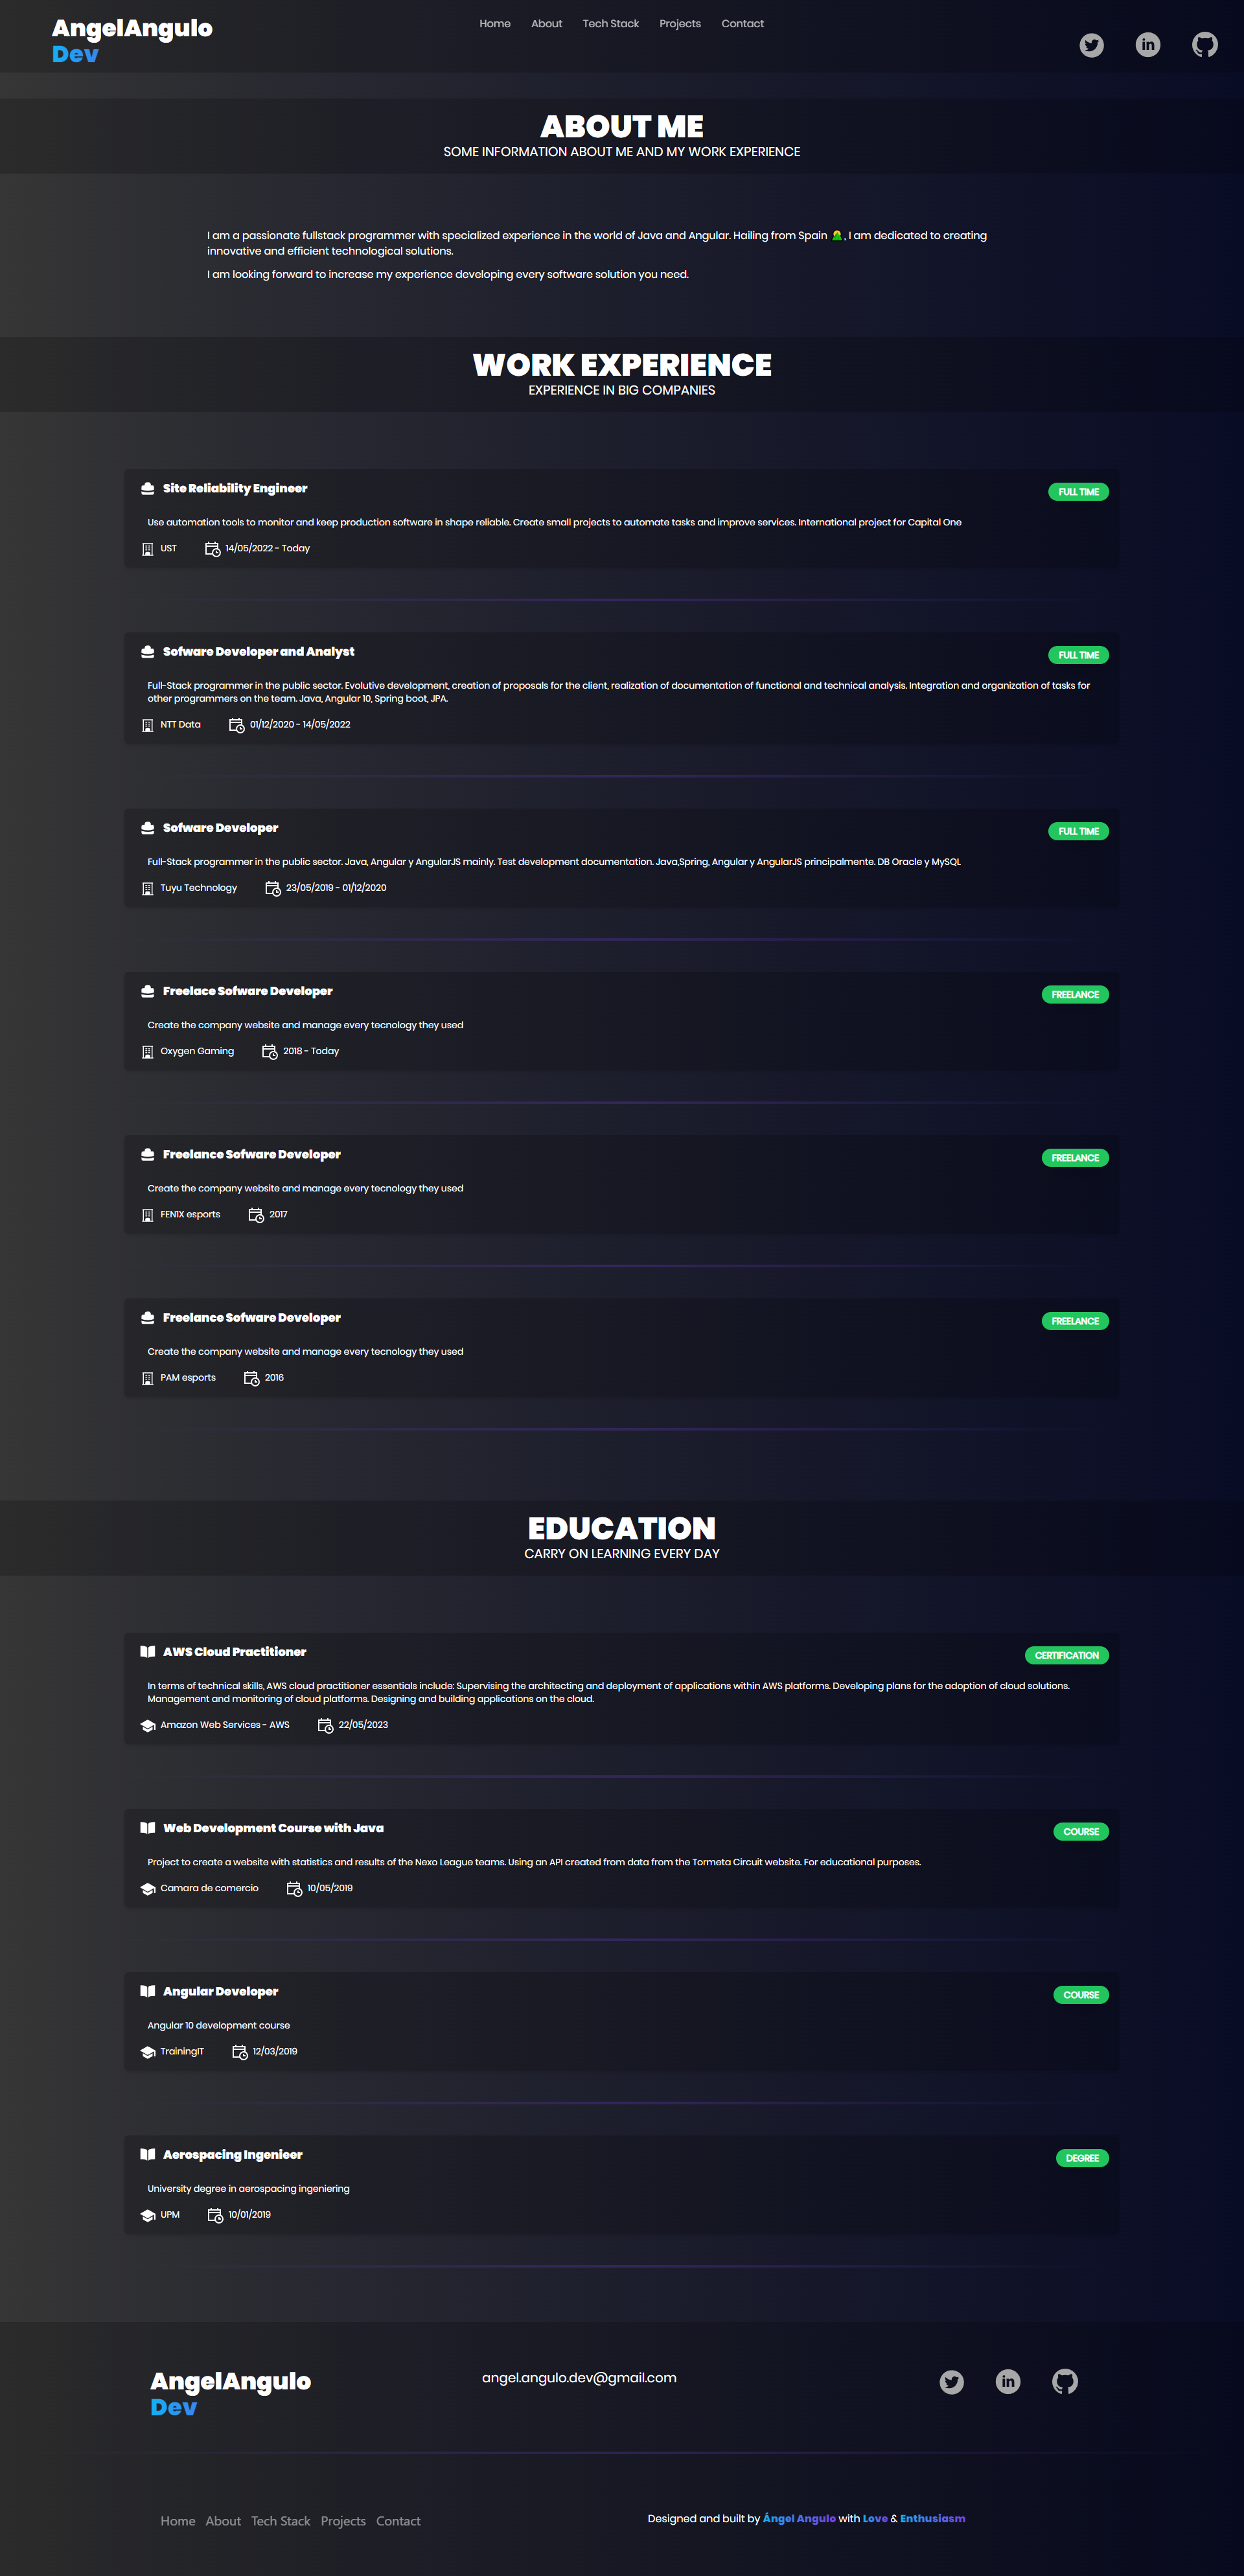 AngelAngulo
Dev
Home About Tech Stack Projects Contact
ABOUT ME
SOME INFORMATION ABOUT ME AND MY WORK EXPERIENCE
I am a passionate fullstack programmer with specialized experience in the world of Java and Angular. Hailing from Spain 💃, I am dedicated to creating
innovative and efficient technological solutions.
I am looking forward to increase my experience developing every software solution you need.
WORK EXPERIENCE
EXPERIENCE IN BIG COMPANIES
Site Reliability Engineer
FULL TIME
Use automation tools to monitor and keep production software in shape reliable. Create small projects to automate tasks and improve services. International project for Capital One
UST 14/05/2022 - Today
Sofware Developer and Analyst
FULL TIME
Full-Stack programmer in the public sector. Evolutive development, creation of proposals for the client, realization of documentation of functional and technical analysis. Integration and organization of tasks for
other programmers on the team. Java, Angular 10, Spring boot, JPA.
NTT Data 01/12/2020 - 14/05/2022
Sofware Developer
FULL TIME
Full-Stack programmer in the public sector. Java, Angular y AngularJS mainly. Test development documentation. Java,Spring, Angular y AngularJS principalmente. DB Oracle y MySQL
Tuyu Technology 23/05/2019 - 01/12/2020
Freelace Sofware Developer
FREELANCE
Create the company website and manage every tecnology they used
Oxygen Gaming 2018 - Today
Freelance Sofware Developer
FREELANCE
Create the company website and manage every tecnology they used
FEN1X esports 2017
Freelance Sofware Developer
FREELANCE
Create the company website and manage every tecnology they used
PAM esports 2016
EDUCATION
CARRY ON LEARNING EVERY DAY
AWS Cloud Practitioner
CERTIFICATION
In terms of technical skills, AWS cloud practitioner essentials include: Supervising the architecting and deployment of applications within AWS platforms. Developing plans for the adoption of cloud solutions.
Management and monitoring of cloud platforms. Designing and building applications on the cloud.
Amazon Web Services - AWS 22/05/2023
Web Development Course with Java
COURSE
Project to create a website with statistics and results of the Nexo League teams. Using an API created from data from the Tormeta Circuit website. For educational purposes.
Camara de comercio 10/05/2019
Angular Developer
COURSE
Angular 10 development course
TrainingIT 12/03/2019
Aerospacing Ingenieer
DEGREE
University degree in aerospacing ingeniering
UPM 10/01/2019
AngelAngulo
Dev
angel.angulo.dev@gmail.com
Home About Tech Stack Projects Contact
Designed and built by Ángel Angulo with Love & Enthusiasm